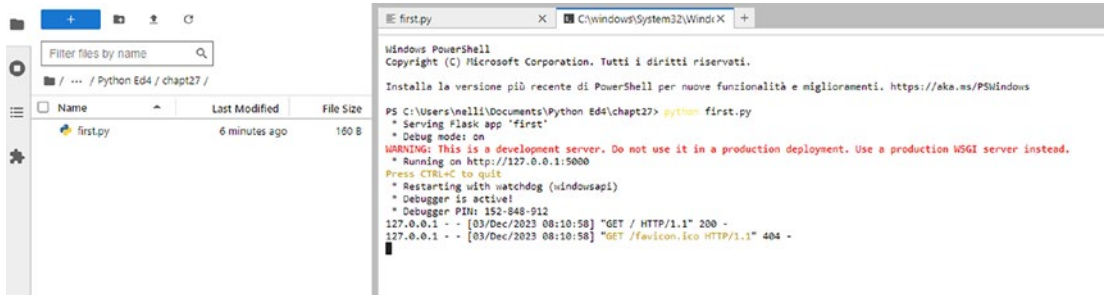 Filter files by name
/ ··· / Python Ed4 / chapt27 /
Name Last Modified File Size
first.py 6 minutes ago 160 B
first.py C:\windows\System32\Wind
Windows PowerShell
Copyright (C) Microsoft Corporation. Tutti i diritti riservati.
Installa la versione più recente di PowerShell per nuove funzionalità e miglioramenti. https://aka.ms/PSWindows
PS C:\Users\nelli\Documents\Python Ed4\chapt27> python first.py
* Serving Flask app 'first'
* Debug mode: on
WARNING: This is a development server. Do not use it in a production deployment. Use a production WSGI server instead.
* Running on http://127.0.0.1:5000
Press CTRL+C to quit
* Restarting with watchdog (windowsapi)
* Debugger is active!
* Debugger PIN: 152-848-912
127.0.0.1 - - [03/Dec/2023 08:10:58] "GET / HTTP/1.1" 200 -
127.0.0.1 - - [03/Dec/2023 08:10:58] "GET /favicon.ico HTTP/1.1" 404 -